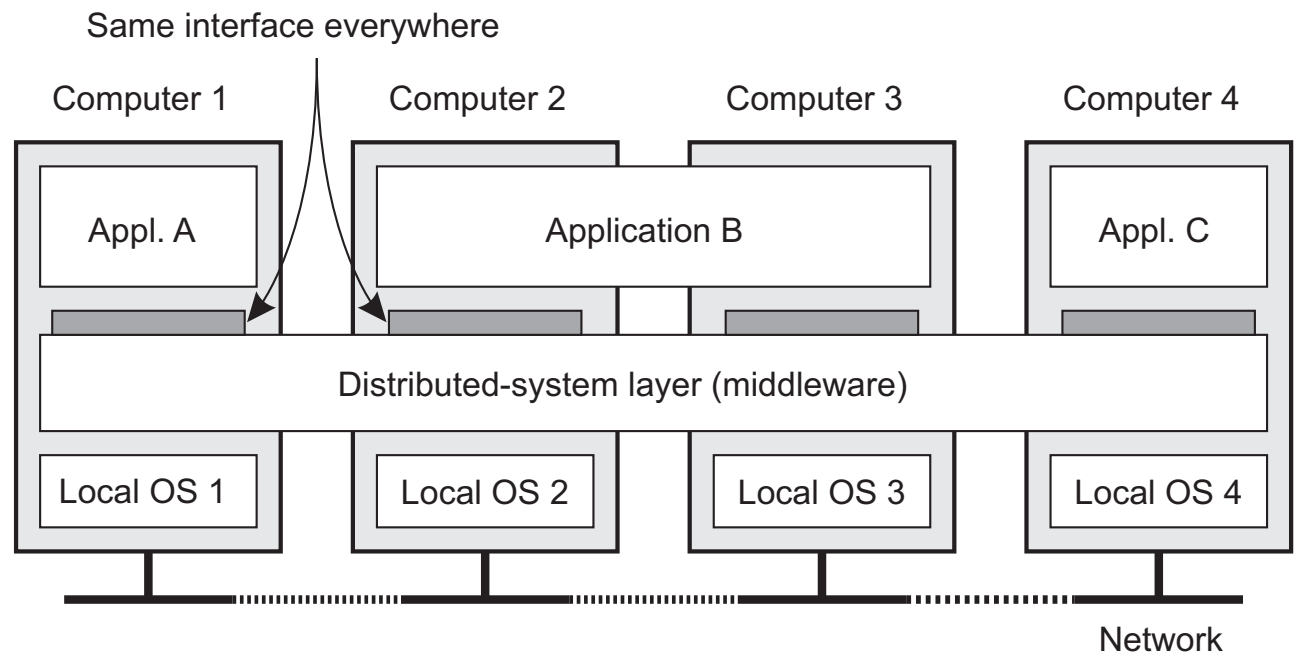 Same interface everywhere
Computer 1
Computer 2
Computer 3
Computer 4
Appl. A
Application B
Appl. C
Distributed-system layer (middleware)
Local OS 1
Local OS 2
Local OS 3
Local OS 4
Network